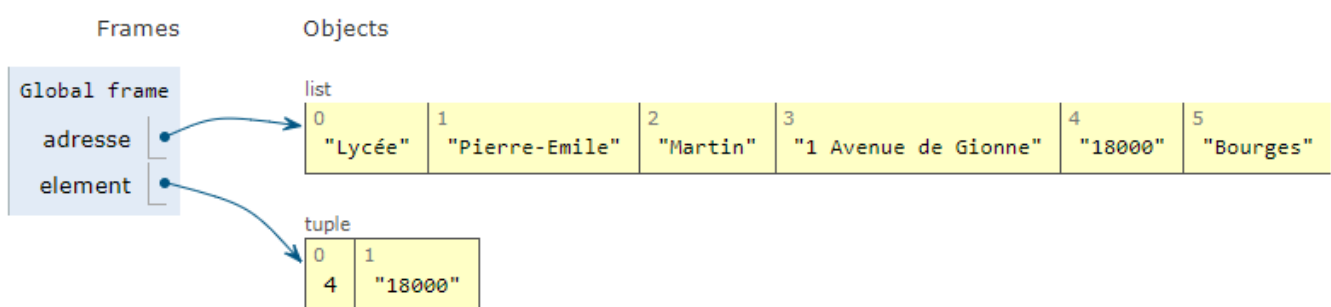 Frames Objects
Global frame
adresse
element
list
0 1 2 3 4 5
"Lycée" "Pierre-Emile" "Martin" "1 Avenue de Gionne" "18000" "Bourges"
tuple
0 1
4 "18000"